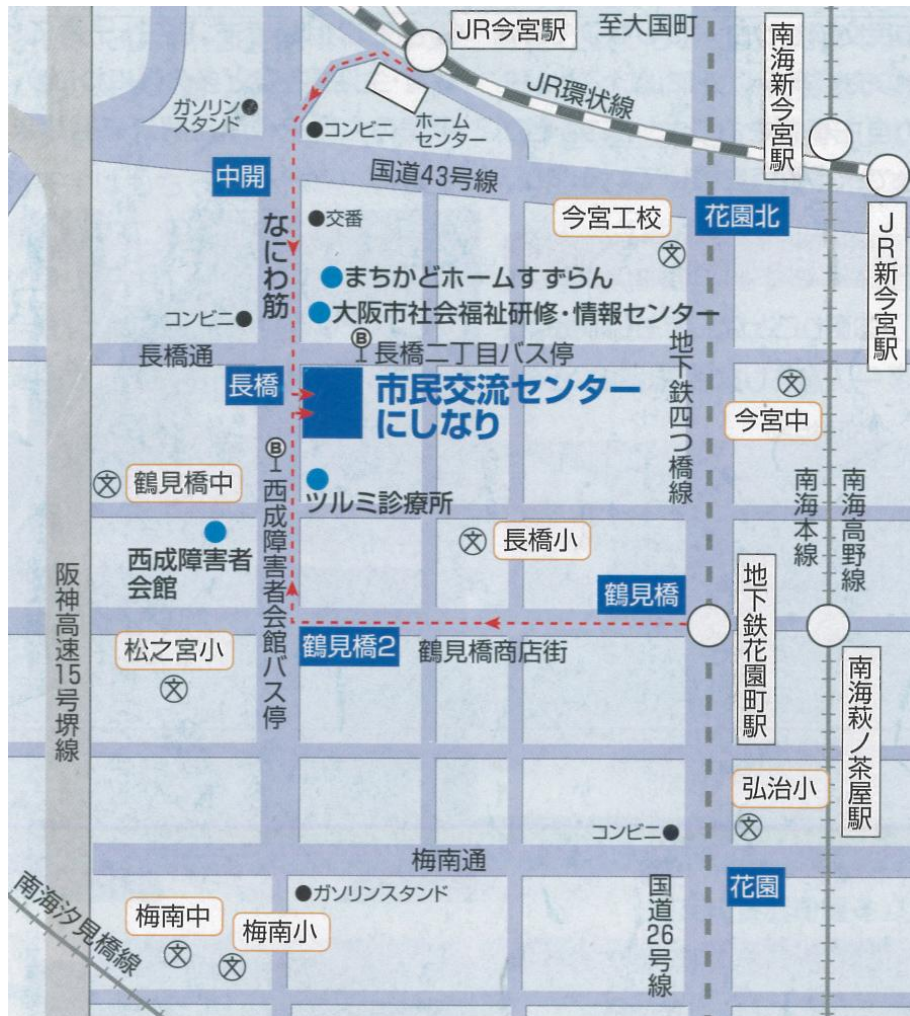 JR今宮駅
至大国町
南海新今宮駅
JR環状線
ガソリン
スタンド
コンビニ
ホーム
センター
中開
国道43号線
JR新今宮駅
今宮工校
花園北
文
なにわ筋
交番
まちかどホームすずらん
大阪市社会福祉研修・情報センター
コンビニ
B
長橋二丁目バス停
長橋通
地下鉄四つ橋線
文
今宮中
長橋
市民交流センター
にしなり
B
西成障害者会館バス停
文
鶴見橋中
ツルミ診療所
南海本線
南海高野線
文
長橋小
西成障害者
会館
阪神高速15号堺線
鶴見橋
地下鉄花園町駅
鶴見橋2
鶴見橋商店街
松之宮小
文
南海萩ノ茶屋駅
弘治小
文
コンビニ
梅南通
花園
ガソリンスタンド
国道26号線
南海汐見橋線
梅南中
文
梅南小
文